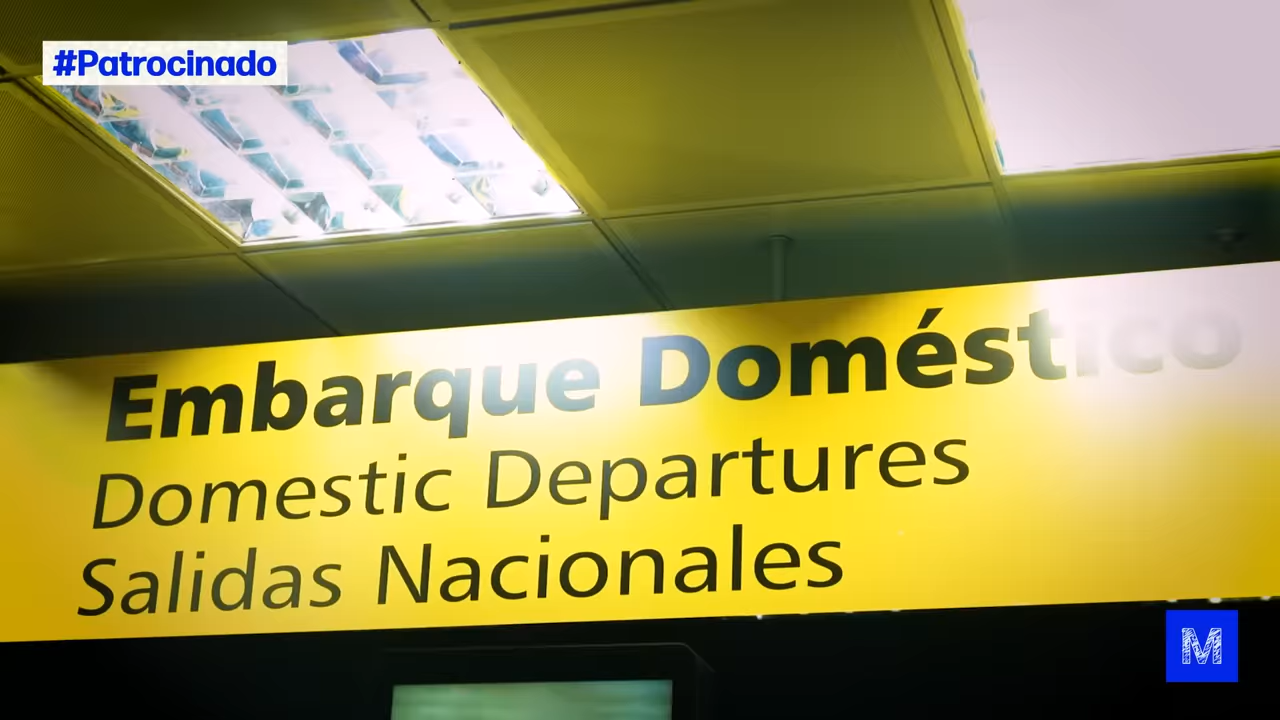 #Patrocinado
Embarque Doméstico
Domestic Departures
Salidas Nacionales
M